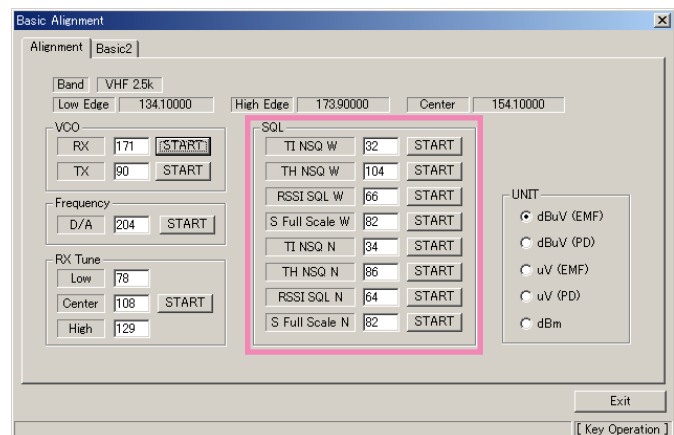 Basic Alignment
Alignment Basic2
Band VHF 2.5k
Low Edge 134.10000 High Edge 173.90000 Center 154.10000
VCO
RX 171 START
TX 90 START
Frequency
D/A 204 START
RX Tune
Low 78
Center 108 START
High 129
SQL
TI NSQ W 32 START
TH NSQ W 104 START
RSSI SQL W 66 START
S Full Scale W 82 START
TI NSQ N 34 START
TH NSQ N 86 START
RSSI SQL N 64 START
S Full Scale N 82 START
UNIT
dBuV (EMF)
dBuV (PD)
uV (EMF)
uV (PD)
dBm
Exit
[ Key Operation ]